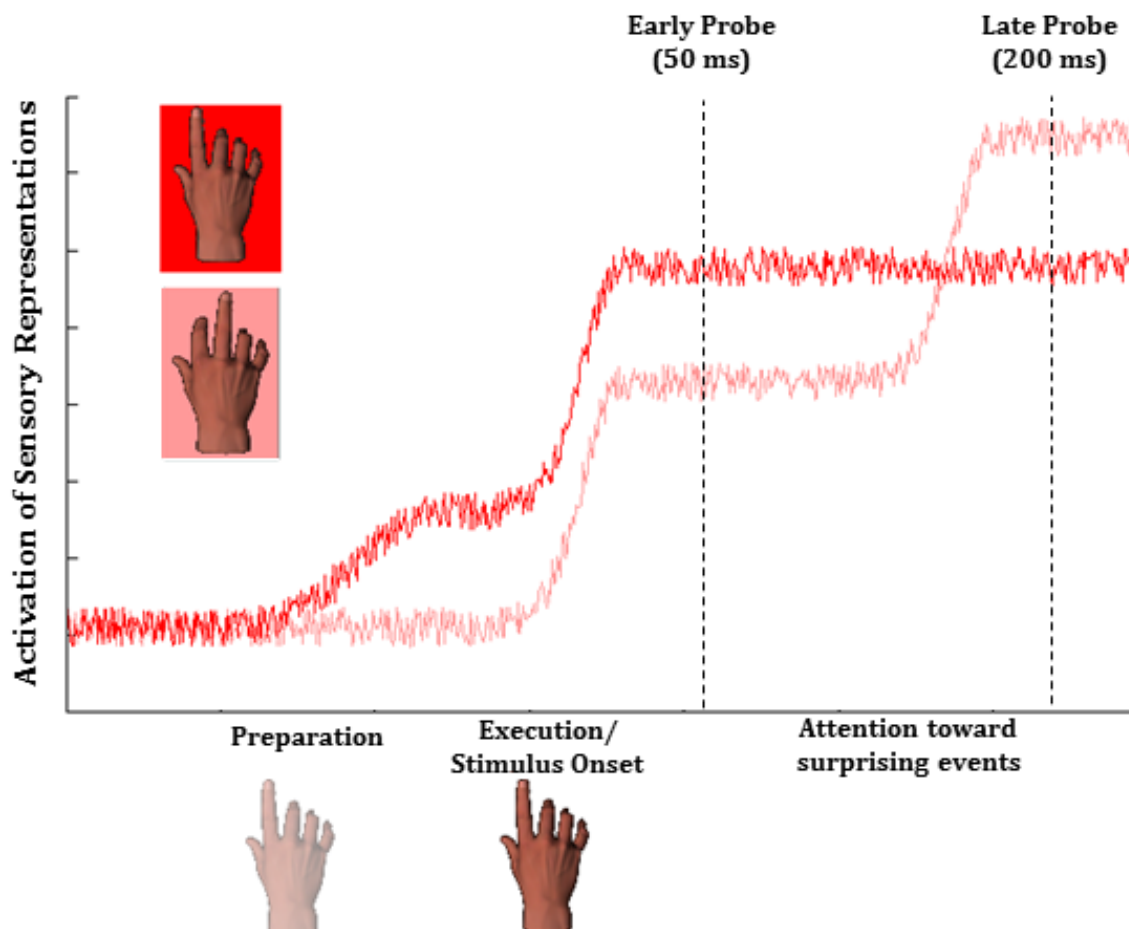 Early Probe
(50 ms)
Late Probe
(200 ms)
Activation of Sensory Representations
Preparation
Execution/
Stimulus Onset
Attention toward
surprising events